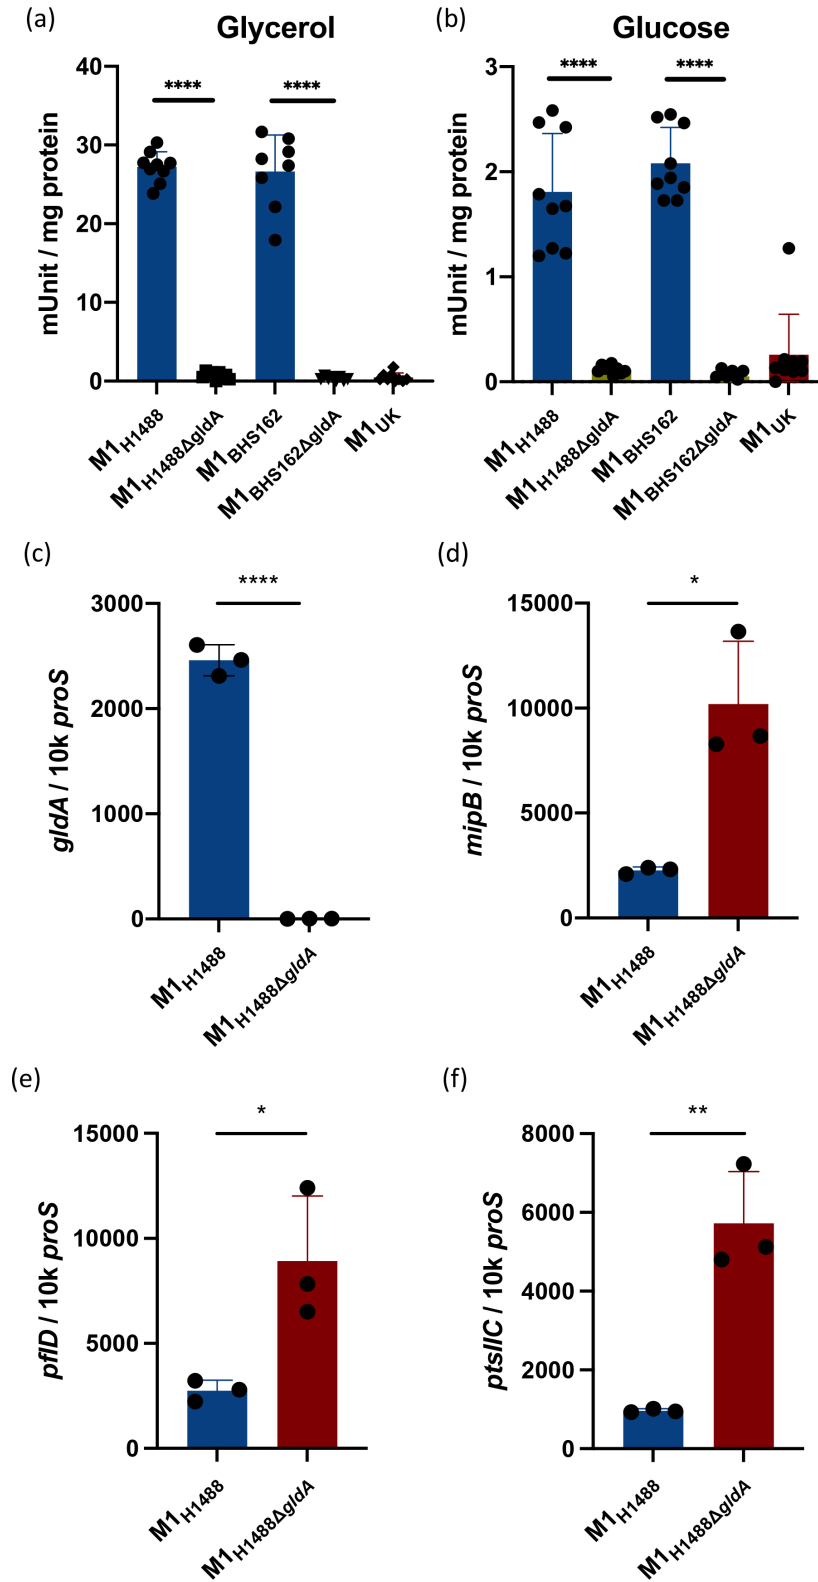 (a)
Glycerol
mUnit / mg protein
40
30
20
10
0
****
****
M1H1488
M1H1488ΔgldA
M1BHS162
M1BHS162ΔgldA
M1UK
(b)
Glucose
mUnit / mg protein
3
2
1
0
****
****
M1H1488
M1H1488ΔgldA
M1BHS162
M1BHS162ΔgldA
M1UK
(c)
gldA / 10k proS
3000
2000
1000
0
****
M1H1488
M1H1488ΔgldA
(d)
mipB / 10k proS
15000
10000
5000
0
*
M1H1488
M1H1488ΔgldA
(e)
pflD / 10k proS
15000
10000
5000
0
*
M1H1488
M1H1488ΔgldA
(f)
ptsIIC / 10k proS
8000
6000
4000
2000
0
**
M1H1488
M1H1488ΔgldA